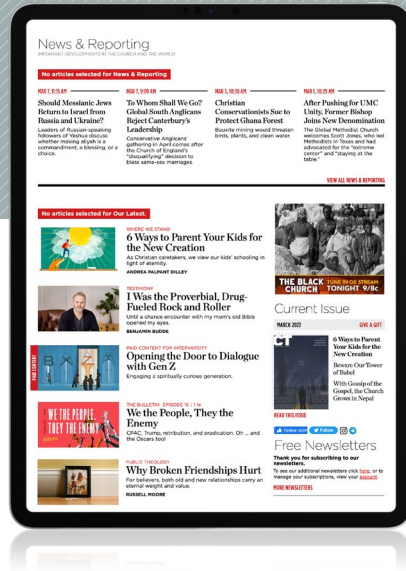 News & Reporting
IMPORTANT DEVELOPMENTS IN THE CHURCH AND THE WORLD
No articles selected for News & Reporting
MAR 7, 11:15 AM
Should Messianic Jews
Return to Israel from
Russia and Ukraine?
Leaders of Russian-speaking
followers of Yeshua discuss
whether making aliyah is a
commandment, a blessing, or a
choice.
MAR 7, 9:09 AM
To Whom Shall We Go?
Global South Anglicans
Reject Canterbury's
Leadership
Conservative Anglicans'
gathering in April comes after
the Church of England's
"disqualifying" decision to
bless same-sex marriages.
Christian
Conservationists Sue to
Protect Ghana Forest
Bauxite mining would threaten
birds, plants, and clean water.
After Pushing for UMC
Unity, Former Bishop
Joins New Denomination
The Global Methodist Church
welcomes Scott Jones, who led
Methodists in Texas and had
advocated for the "extreme
center" and "staying at the
table."
VIEW ALL NEWS & REPORTING
No articles selected for Our Latest.
WHERE WE STAND
6 Ways to Parent Your Kids for
the New Creation
As Christian caretakers, we view our kids' schooling in
light of eternity.
ANDREA PALPANT DILLEY
TESTIMONY
I Was the Proverbial, Drug-
Fueled Rock and Roller
Until a chance encounter with my mom's old Bible
opened my eyes.
BENJAMIN BUDDE
PAID CONTENT
PAID CONTENT FOR INTERVARSITY
Opening the Door to Dialogue
with Gen Z
Engaging a spiritually curious generation.
WE THE PEOPLE,
THEY THE ENEMY
THE BULLETIN EPISODE 16 | 1 hr
We the People, They the
Enemy
CPAC, Trump, retribution, and eradication. Oh ... and
the Oscars too!
PUBLIC THEOLOGY
Why Broken Friendships Hurt
For believers, both old and new relationships carry an
eternal weight and value.
RUSSELL MOORE
THE BLACK CHURCH
TUNE IN OR STREAM
TONIGHT 9/8c
Current Issue
MARCH 2023
GIVE A GIFT
CT
6 Ways to Parent
Your Kids for the
New Creation
Beware Our Tower
of Babel
With Gossip of the
Gospel, the Church
Grows in Nepal
READ THIS ISSUE
Follow
Free Newsletters
Thank you for subscribing to our
newsletters.
To see our additional newsletters click here, or to
manage your subscriptions, view your account.
MORE NEWSLETTERS